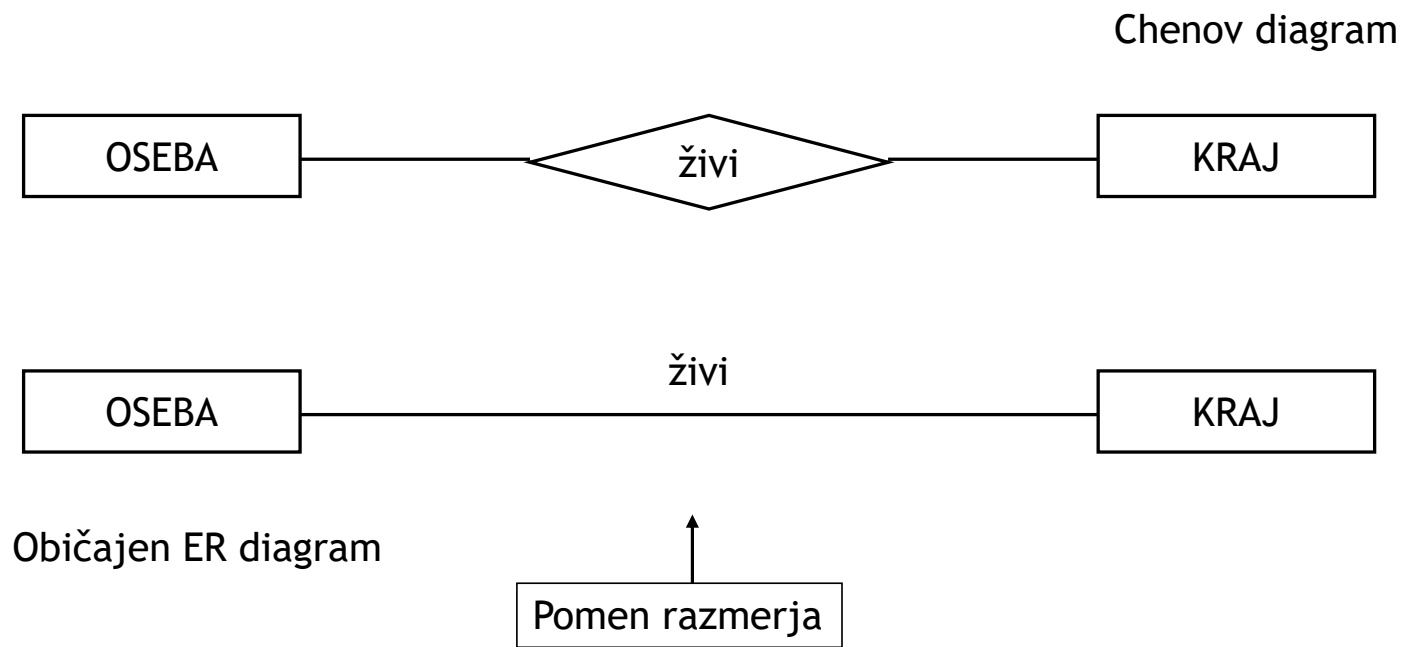 Chenov diagram
OSEBA
živi
KRAJ
živi
OSEBA
KRAJ
Običajen ER diagram
Pomen razmerja